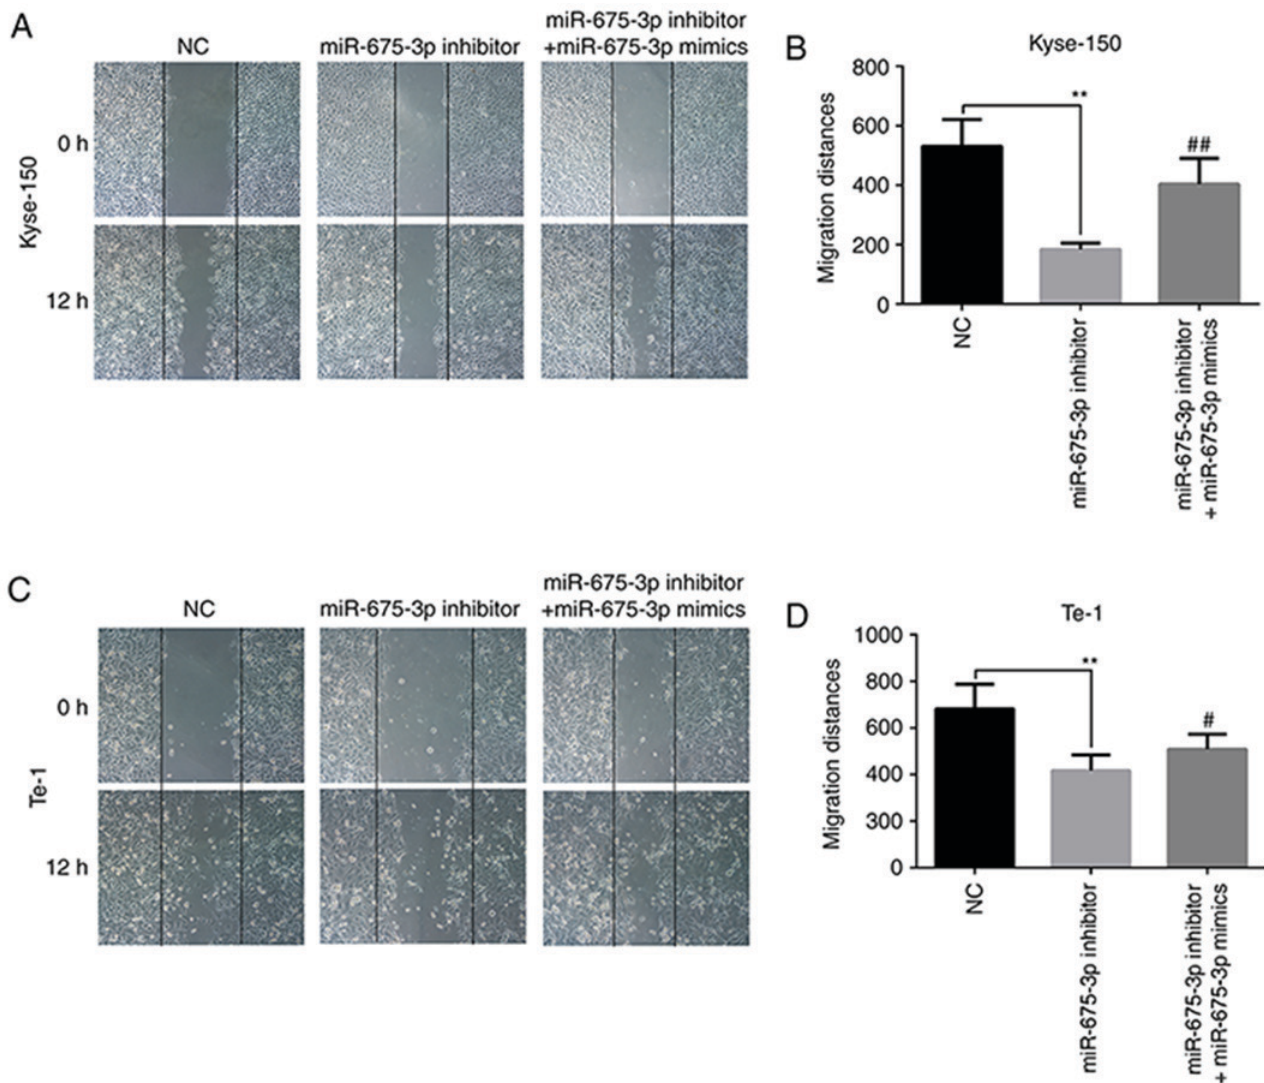 A
NC
miR-675-3p inhibitor
miR-675-3p inhibitor
+miR-675-3p mimics
Kyse-150
0 h
12 h
B
Kyse-150
Migration distances
800
600
400
200
0
**
##
NC
miR-675-3p inhibitor
miR-675-3p inhibitor
+ miR-675-3p mimics
C
NC
miR-675-3p inhibitor
miR-675-3p inhibitor
+miR-675-3p mimics
Te-1
0 h
12 h
D
Te-1
Migration distances
1000
800
600
400
300
0
**
#
NC
miR-675-3p inhibitor
miR-675-3p inhibitor
+ miR-675-3p mimics